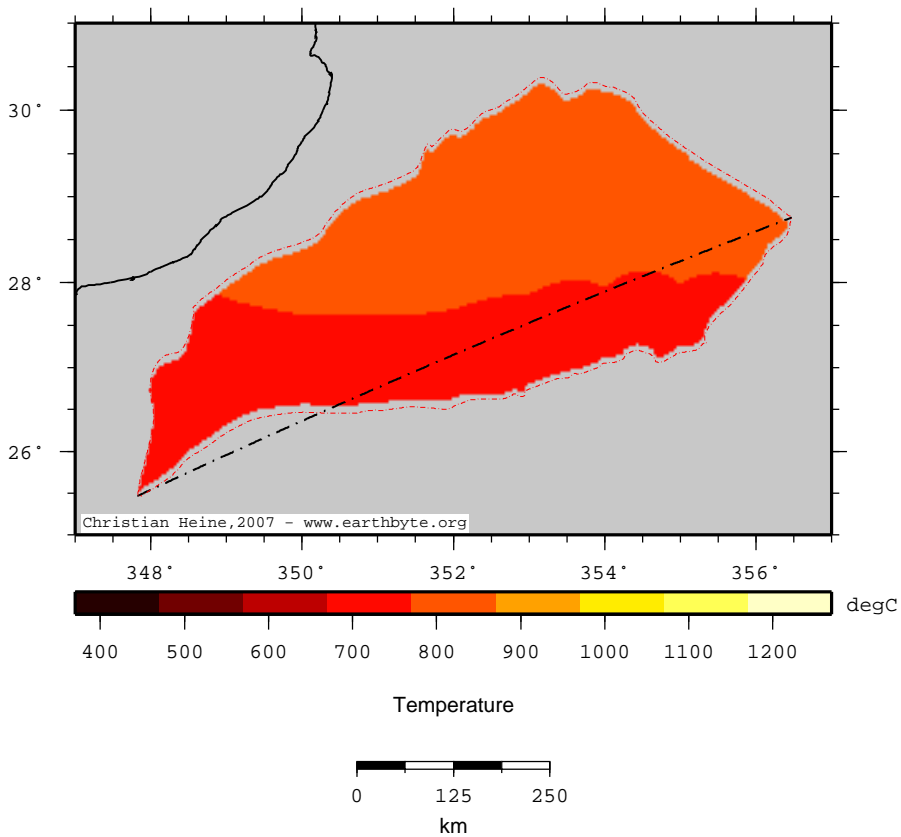 30°
28°
26°
Christian Heine,2007 - www.earthbyte.org
348° 350° 352° 354° 356°
degC
400 500 600 700 800 900 1000 1100 1200
Temperature
0 125 250
km